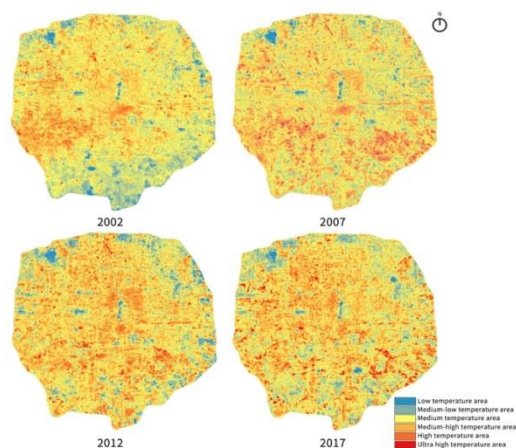 N
2002
2007
2012
2017
Low temperature area
Medium-low temperature area
Medium temperature area
Medium-high temperature area
High temperature area
Ultra high temperature area